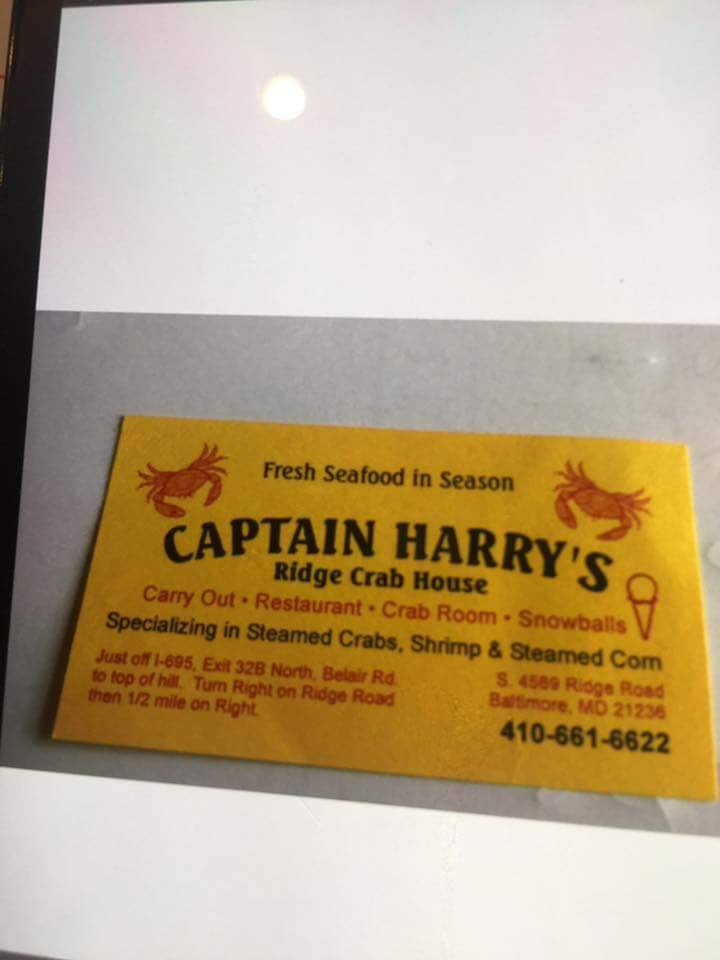 Fresh Seafood in Season
CAPTAIN HARRY'S
Ridge Crab House
Carry Out • Restaurant • Crab Room • Snowballs
Specializing in Steamed Crabs, Shrimp & Steamed Corn
Just off I-695, Exit 32B North, Belair Rd.
to top of hill. Turn Right on Ridge Road
then 1/2 mile on Right.
S. 4569 Ridge Road
Baltimore, MD 21236
410-661-6622